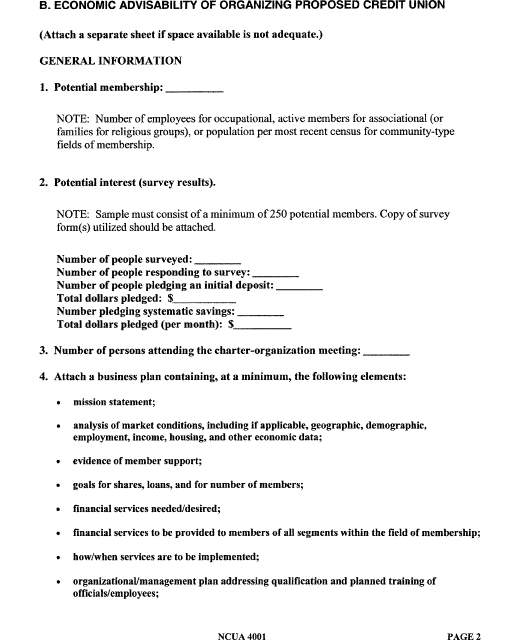 B. ECONOMIC ADVISABILITY OF ORGANIZING PROPOSED CREDIT UNION
(Attach a separate sheet if space available is not adequate.)
GENERAL INFORMATION
1. Potential membership: __________
NOTE: Number of employees for occupational, active members for associational (or
families for religious groups), or population per most recent census for community-type
fields of membership.
2. Potential interest (survey results).
NOTE: Sample must consist of a minimum of 250 potential members. Copy of survey
form(s) utilized should be attached.
Number of people surveyed: ________
Number of people responding to survey: ________
Number of people pledging an initial deposit: ________
Total dollars pledged: $___________
Number pledging systematic savings: ________
Total dollars pledged (per month): $__________
3. Number of persons attending the charter-organization meeting: ________
4. Attach a business plan containing, at a minimum, the following elements:
• mission statement;
• analysis of market conditions, including if applicable, geographic, demographic,
employment, income, housing, and other economic data;
• evidence of member support;
• goals for shares, loans, and for number of members;
• financial services needed/desired;
• financial services to be provided to members of all segments within the field of membership;
• how/when services are to be implemented;
• organizational/management plan addressing qualification and planned training of
officials/employees;
NCUA 4001 PAGE 2